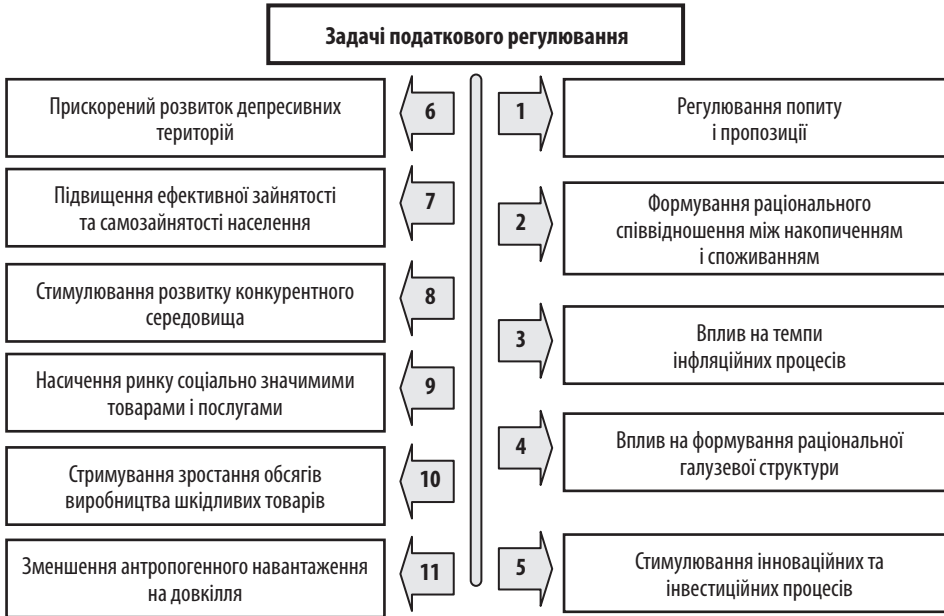 Задачі податкового регулювання
1
Регулювання попиту
і пропозиції
2
Формування раціонального
співвідношення між накопиченням
і споживанням
3
Вплив на темпи
інфляційних процесів
4
Вплив на формування раціональної
галузевої структури
5
Стимулювання інноваційних та
інвестиційних процесів
6
Прискорений розвиток депресивних
територій
7
Підвищення ефективної зайнятості
та самозайнятості населення
8
Стимулювання розвитку конкурентного
середовища
9
Насичення ринку соціально значимими
товарами і послугами
10
Стримування зростання обсягів
виробництва шкідливих товарів
11
Зменшення антропогенного навантаження
на довкілля